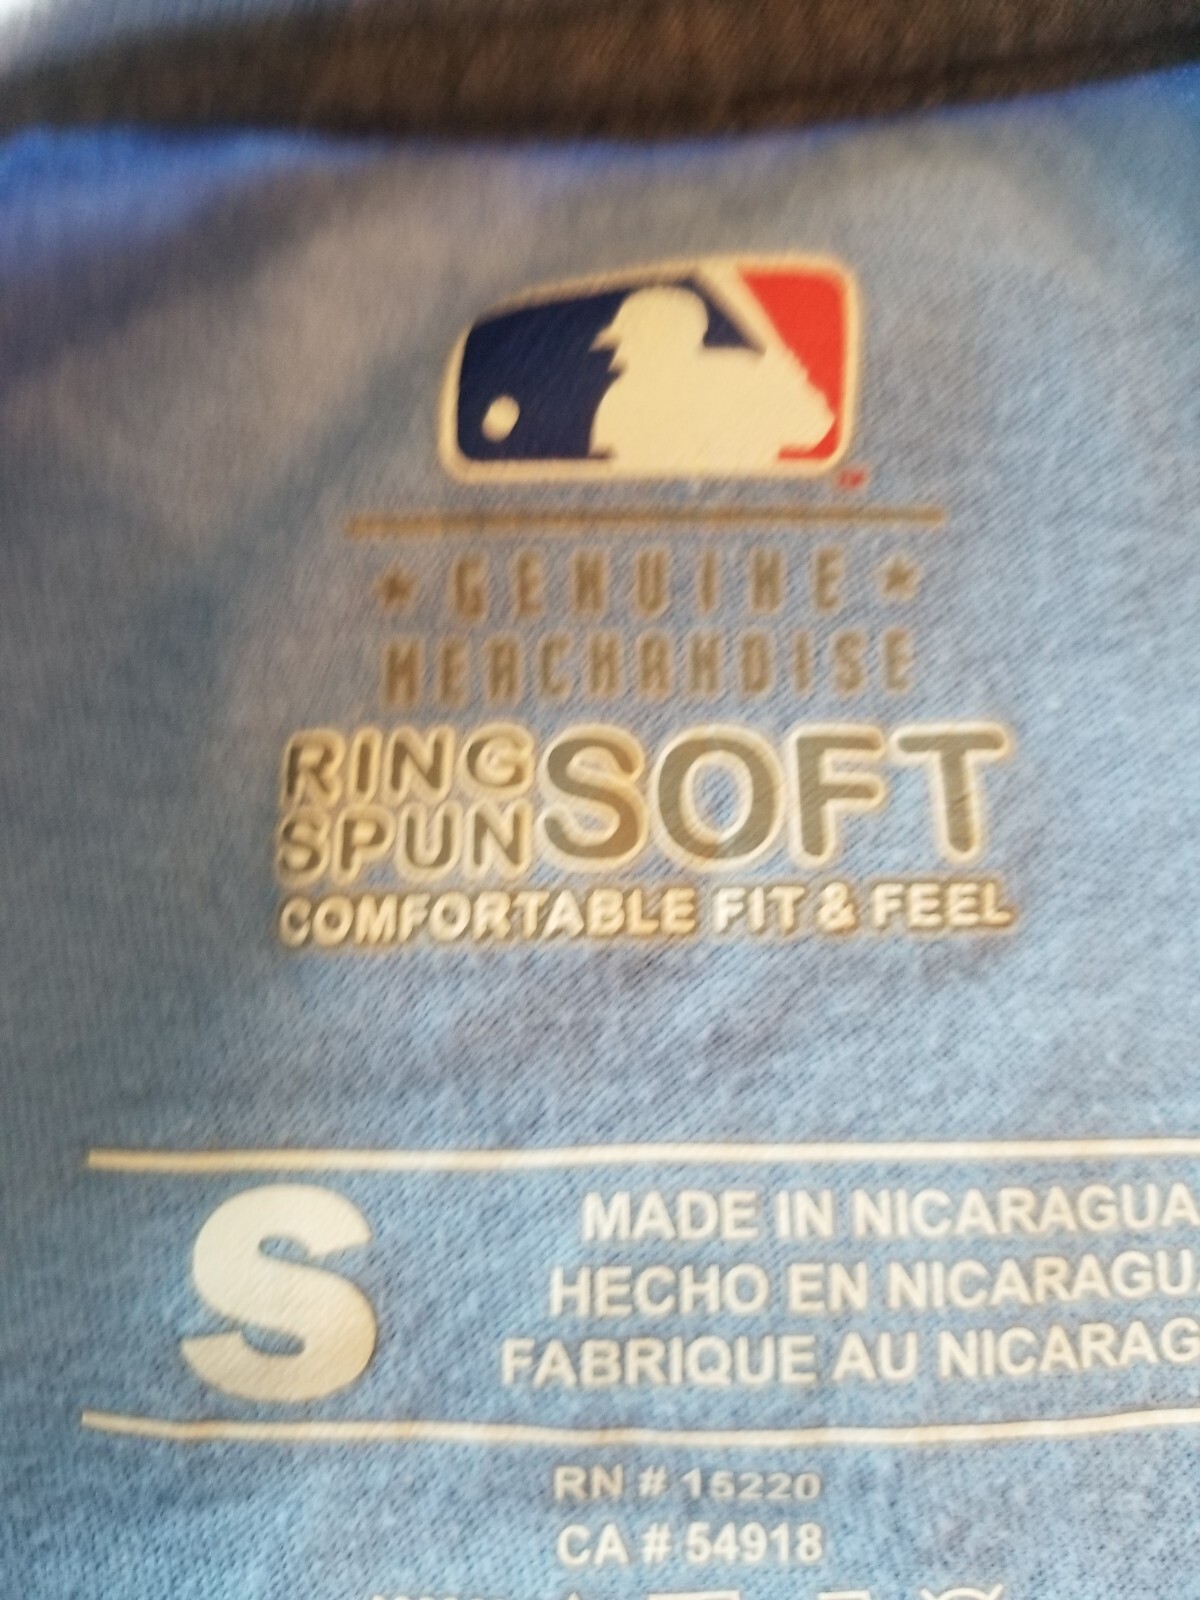 ★ GENUINE ★
MERCHANDISE
RING SPUN SOFT
COMFORTABLE FIT & FEEL
S
MADE IN NICARAGUA
HECHO EN NICARAGU
FABRIQUE AU NICARAG
RN # 15220
CA # 54918